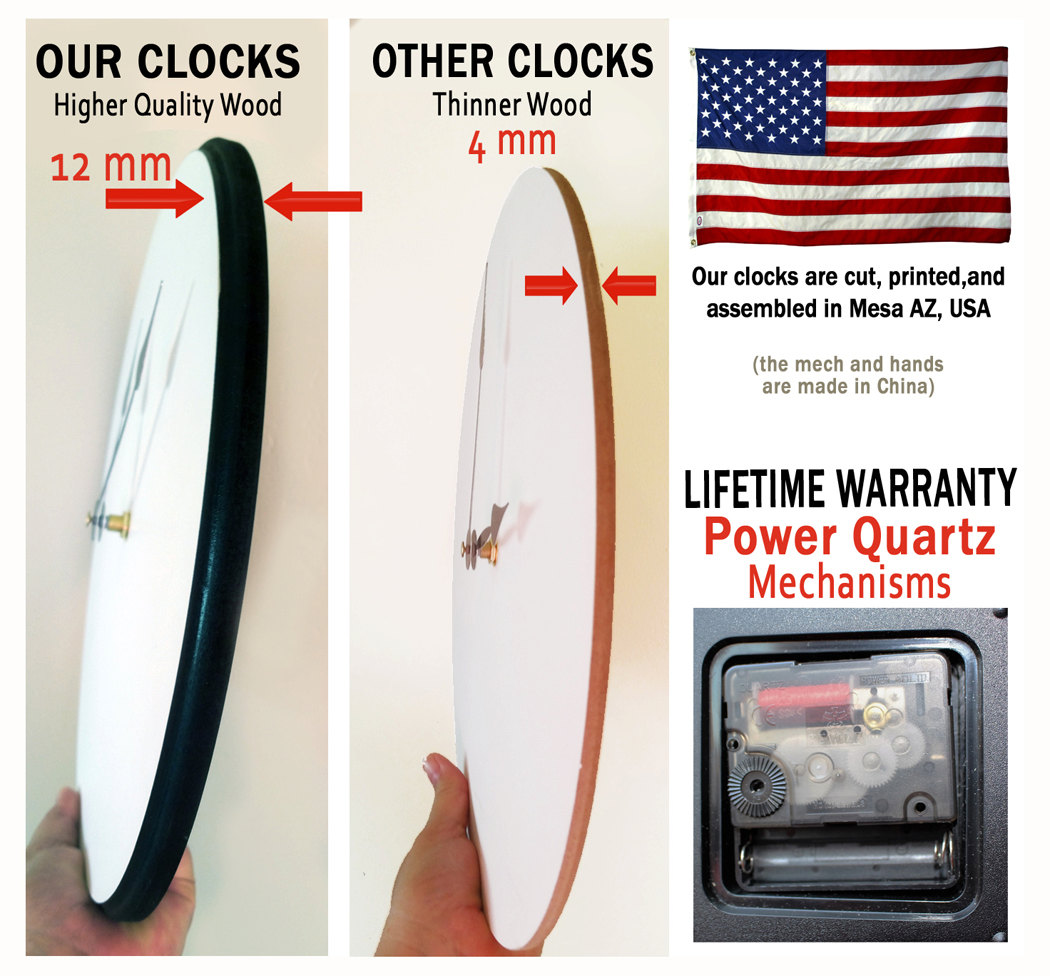 OUR CLOCKS
Higher Quality Wood
12 mm
OTHER CLOCKS
Thinner Wood
4 mm
Our clocks are cut, printed,and
assembled in Mesa AZ, USA
(the mech and hands
are made in China)
LIFETIME WARRANTY
Power Quartz
Mechanisms